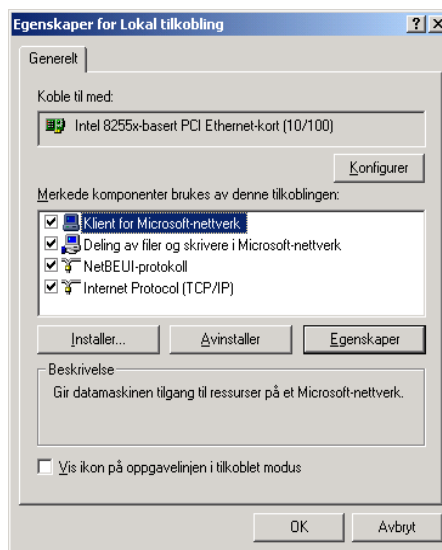 Egenskaper for Lokal tilkobling
Generelt
Koble til med:
Intel 8255x-basert PCI Ethernet-kort (10/100)
Konfigurer
Merkede komponenter brukes av denne tilkoblingen:
Klient for Microsoft-nettverk
Deling av filer og skrivere i Microsoft-nettverk
NetBEUI-protokoll
Internet Protocol (TCP/IP)
Installer... Avinstaller Egenskaper
Beskrivelse
Gir datamaskinen tilgang til ressurser på et Microsoft-nettverk.
Vis ikon på oppgavelinjen i tilkoblet modus
OK Avbryt